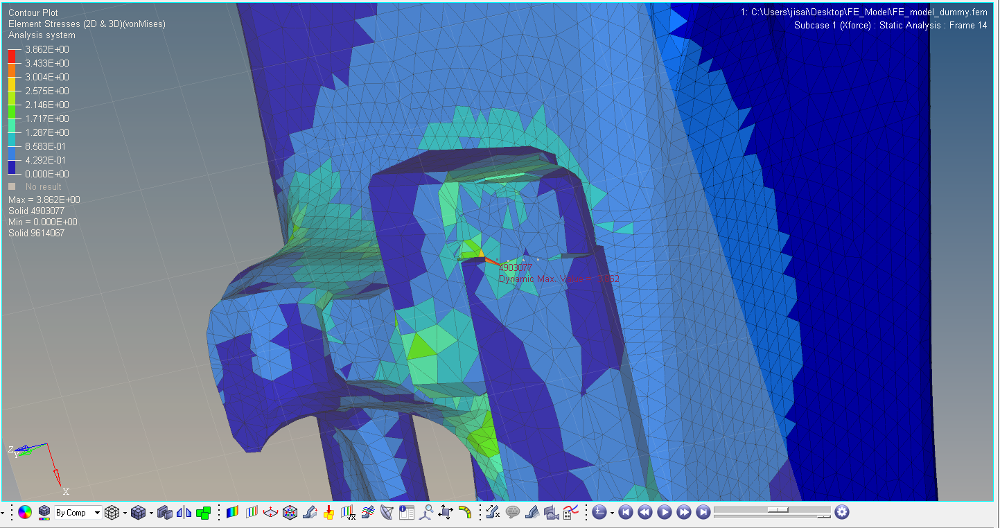 Contour Plot
Element Stresses (2D & 3D)(vonMises)
Analysis system
3.862E+00
3.433E+00
3.004E+00
2.575E+00
2.146E+00
1.717E+00
1.287E+00
8.583E-01
4.292E-01
0.000E+00
No result
Max = 3.862E+00
Solid 4903077
Min = 0.000E+00
Solid 9614067
1: C:\Users\jisai\Desktop\FE_Model\FE_model_dummy.fem
Subcase 1 (Xforce) : Static Analysis : Frame 14
4903077
Dynamic Max.
Z
Y
X
By Comp